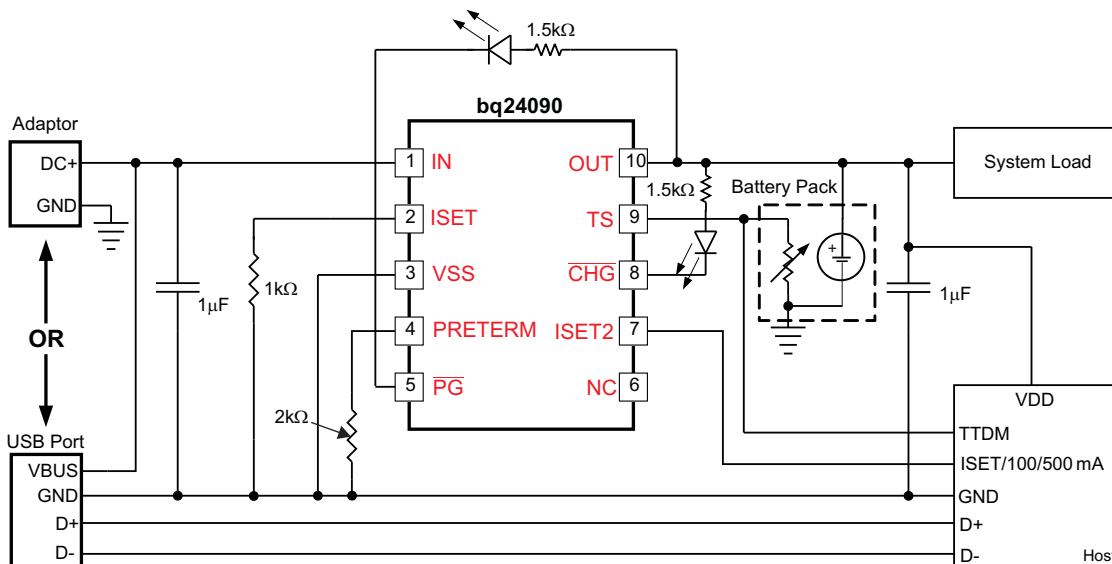 1.5kΩ
bq24090
Adaptor
DC+
GND
1 IN
OUT 10
System Load
1.5kΩ
Battery Pack
2 ISET
TS 9
+
3 VSS
CHG 8
1kΩ
1μF
1μF
OR
4 PRETERM
ISET2 7
5 PG
NC 6
VDD
2kΩ
USB Port
TTDM
VBUS
ISET/100/500 mA
GND
GND
D+
D+
D-
D-
Host